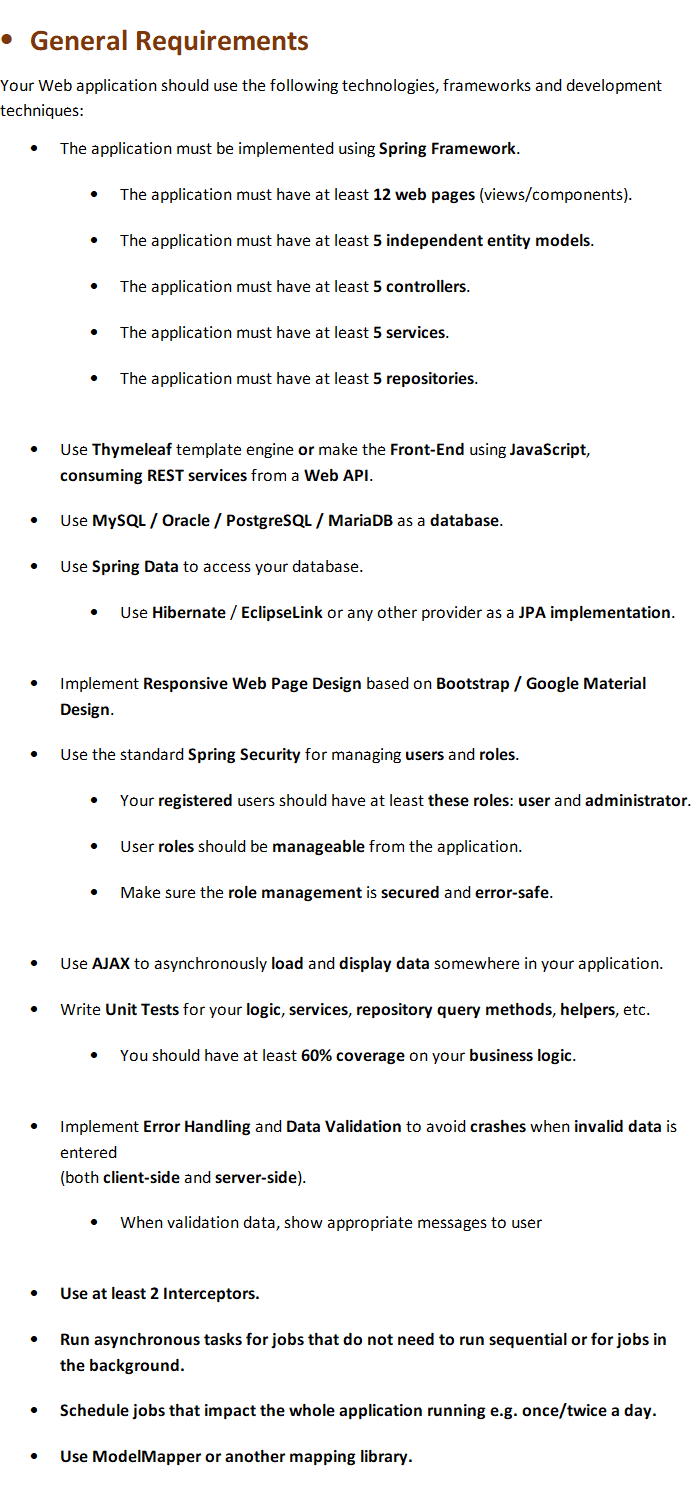 • General Requirements
Your Web application should use the following technologies, frameworks and development
techniques:
• The application must be implemented using Spring Framework.
• The application must have at least 12 web pages (views/components).
• The application must have at least 5 independent entity models.
• The application must have at least 5 controllers.
• The application must have at least 5 services.
• The application must have at least 5 repositories.
• Use Thymeleaf template engine or make the Front-End using JavaScript,
consuming REST services from a Web API.
• Use MySQL / Oracle / PostgreSQL / MariaDB as a database.
• Use Spring Data to access your database.
• Use Hibernate / EclipseLink or any other provider as a JPA implementation.
• Implement Responsive Web Page Design based on Bootstrap / Google Material
Design.
• Use the standard Spring Security for managing users and roles.
• Your registered users should have at least these roles: user and administrator.
• User roles should be manageable from the application.
• Make sure the role management is secured and error-safe.
• Use AJAX to asynchronously load and display data somewhere in your application.
• Write Unit Tests for your logic, services, repository query methods, helpers, etc.
• You should have at least 60% coverage on your business logic.
• Implement Error Handling and Data Validation to avoid crashes when invalid data is
entered
(both client-side and server-side).
• When validation data, show appropriate messages to user
• Use at least 2 Interceptors.
• Run asynchronous tasks for jobs that do not need to run sequential or for jobs in
the background.
• Schedule jobs that impact the whole application running e.g. once/twice a day.
• Use ModelMapper or another mapping library.